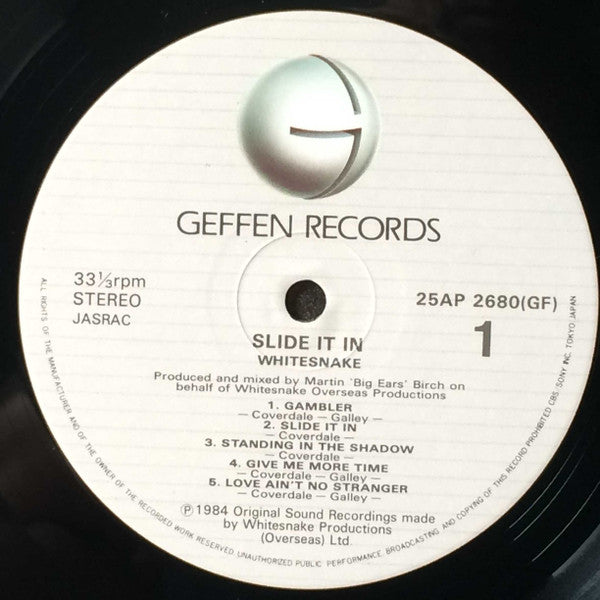 GEFFEN RECORDS
33⅓rpm
STEREO
JASRAC
25AP 2680(GF)
1
SLIDE IT IN
WHITESNAKE
Produced and mixed by Martin 'Big Ears' Birch on
behalf of Whitesnake Overseas Productions
1. GAMBLER
– Coverdale – Galley –
2. SLIDE IT IN
– Coverdale –
3. STANDING IN THE SHADOW
– Coverdale –
4. GIVE ME MORE TIME
– Coverdale – Galley –
5. LOVE AIN'T NO STRANGER
– Coverdale – Galley –
℗1984 Original Sound Recordings made
by Whitesnake Productions
(Overseas) Ltd.
ALL RIGHTS OF THE MANUFACTURER AND OF THE OWNER OF THE RECORDED WORK RESERVED. UNAUTHORIZED PUBLIC PERFORMANCE, BROADCASTING AND COPYING OF THIS RECORD PROHIBITED CBS/SONY INC. TOKYO JAPAN